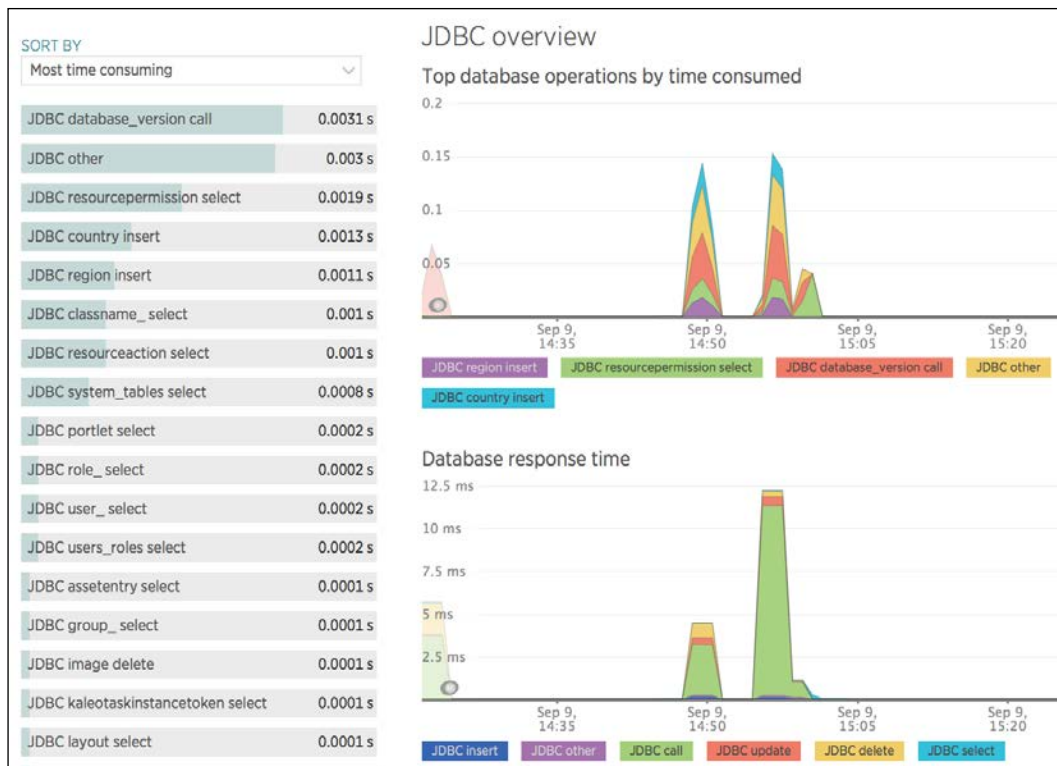 SORT BY
Most time consuming
JDBC database_version call 0.0031 s
JDBC other 0.003 s
JDBC resourcepermission select 0.0019 s
JDBC country insert 0.0013 s
JDBC region insert 0.0011 s
JDBC classname_ select 0.001 s
JDBC resourceaction select 0.001 s
JDBC system_tables select 0.0008 s
JDBC portlet select 0.0002 s
JDBC role_ select 0.0002 s
JDBC user_ select 0.0002 s
JDBC users_roles select 0.0002 s
JDBC assetentry select 0.0001 s
JDBC group_ select 0.0001 s
JDBC image delete 0.0001 s
JDBC kaleotaskinstancetoken select 0.0001 s
JDBC layout select 0.0001 s
JDBC overview
Top database operations by time consumed
0.2
0.15
0.1
0.05
Sep 9, Sep 9, Sep 9, Sep 9,
14:35 14:50 15:05 15:20
JDBC region insert JDBC resourcepermission select JDBC database_version call JDBC other
JDBC country insert
Database response time
12.5 ms
10 ms
7.5 ms
5 ms
2.5 ms
Sep 9, Sep 9, Sep 9, Sep 9,
14:35 14:50 15:05 15:20
JDBC insert JDBC other JDBC call JDBC update JDBC delete JDBC select